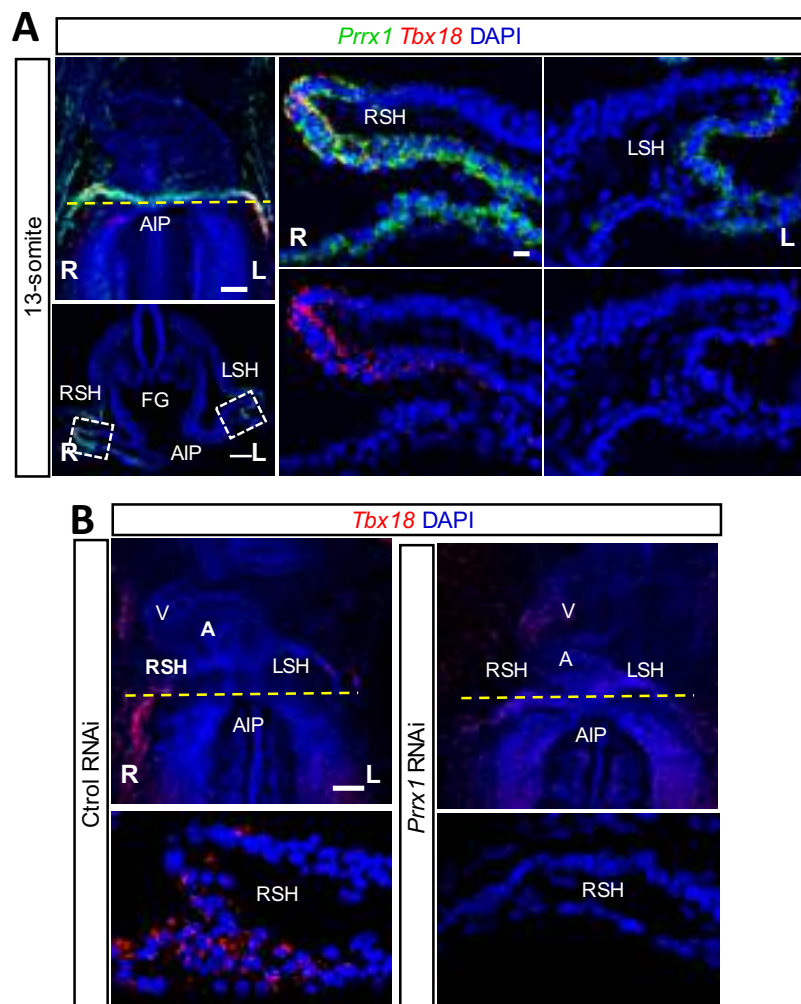 A
Prrx1 Tbx18 DAPI
13-somite
AIP
R
L
RSH
R
LSH
L
RSH
LSH
FG
AIP
R
L
B
Tbx18 DAPI
Ctrol RNAi
V
A
RSH
LSH
AIP
R
L
RSH
Prrx1 RNAi
V
A
RSH
LSH
AIP
RSH